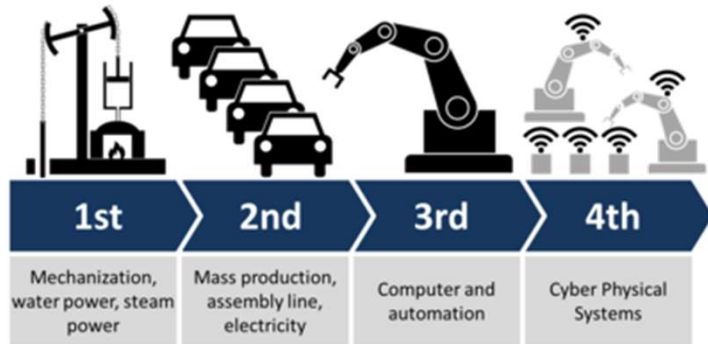 1st
2nd
3rd
4th
Mechanization,
water power, steam
power
Mass production,
assembly line,
electricity
Computer and
automation
Cyber Physical
Systems